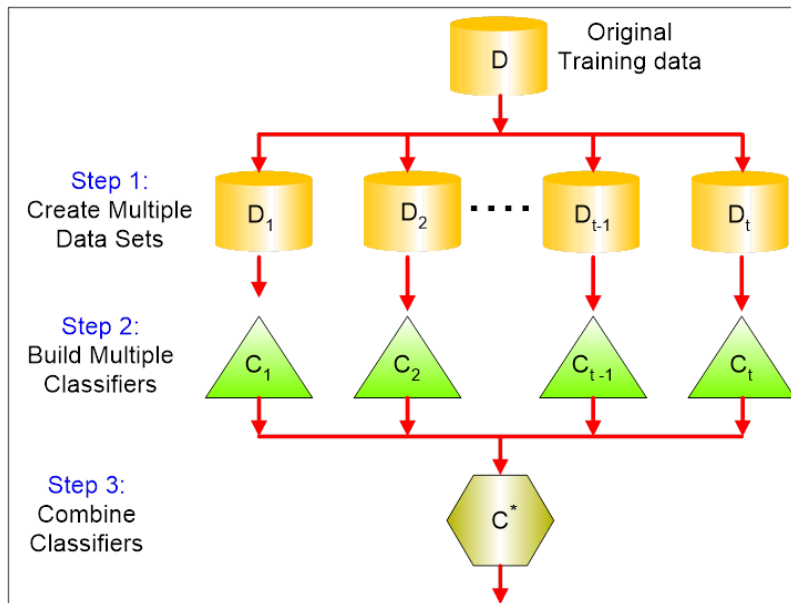 Original
Training data
D
Step 1:
Create Multiple
Data Sets
D₁
D₂
....
Dₜ₋₁
Dₜ
Step 2:
Build Multiple
Classifiers
C₁
C₂
Cₜ₋₁
Cₜ
Step 3:
Combine
Classifiers
C*